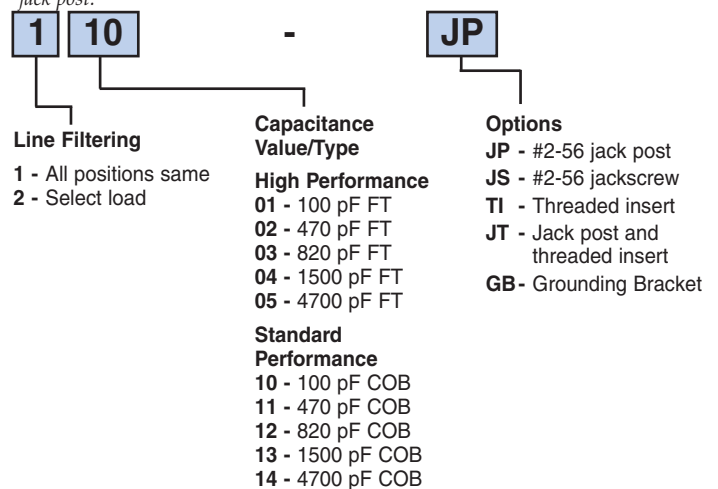 jack post.
1 10 - JP
Line Filtering
1 - All positions same
2 - Select load
Capacitance
Value/Type
High Performance
01 - 100 pF FT
02 - 470 pF FT
03 - 820 pF FT
04 - 1500 pF FT
05 - 4700 pF FT
Standard
Performance
10 - 100 pF COB
11 - 470 pF COB
12 - 820 pF COB
13 - 1500 pF COB
14 - 4700 pF COB
Options
JP - #2-56 jack post
JS - #2-56 jackscrew
TI - Threaded insert
JT - Jack post and
threaded insert
GB - Grounding Bracket